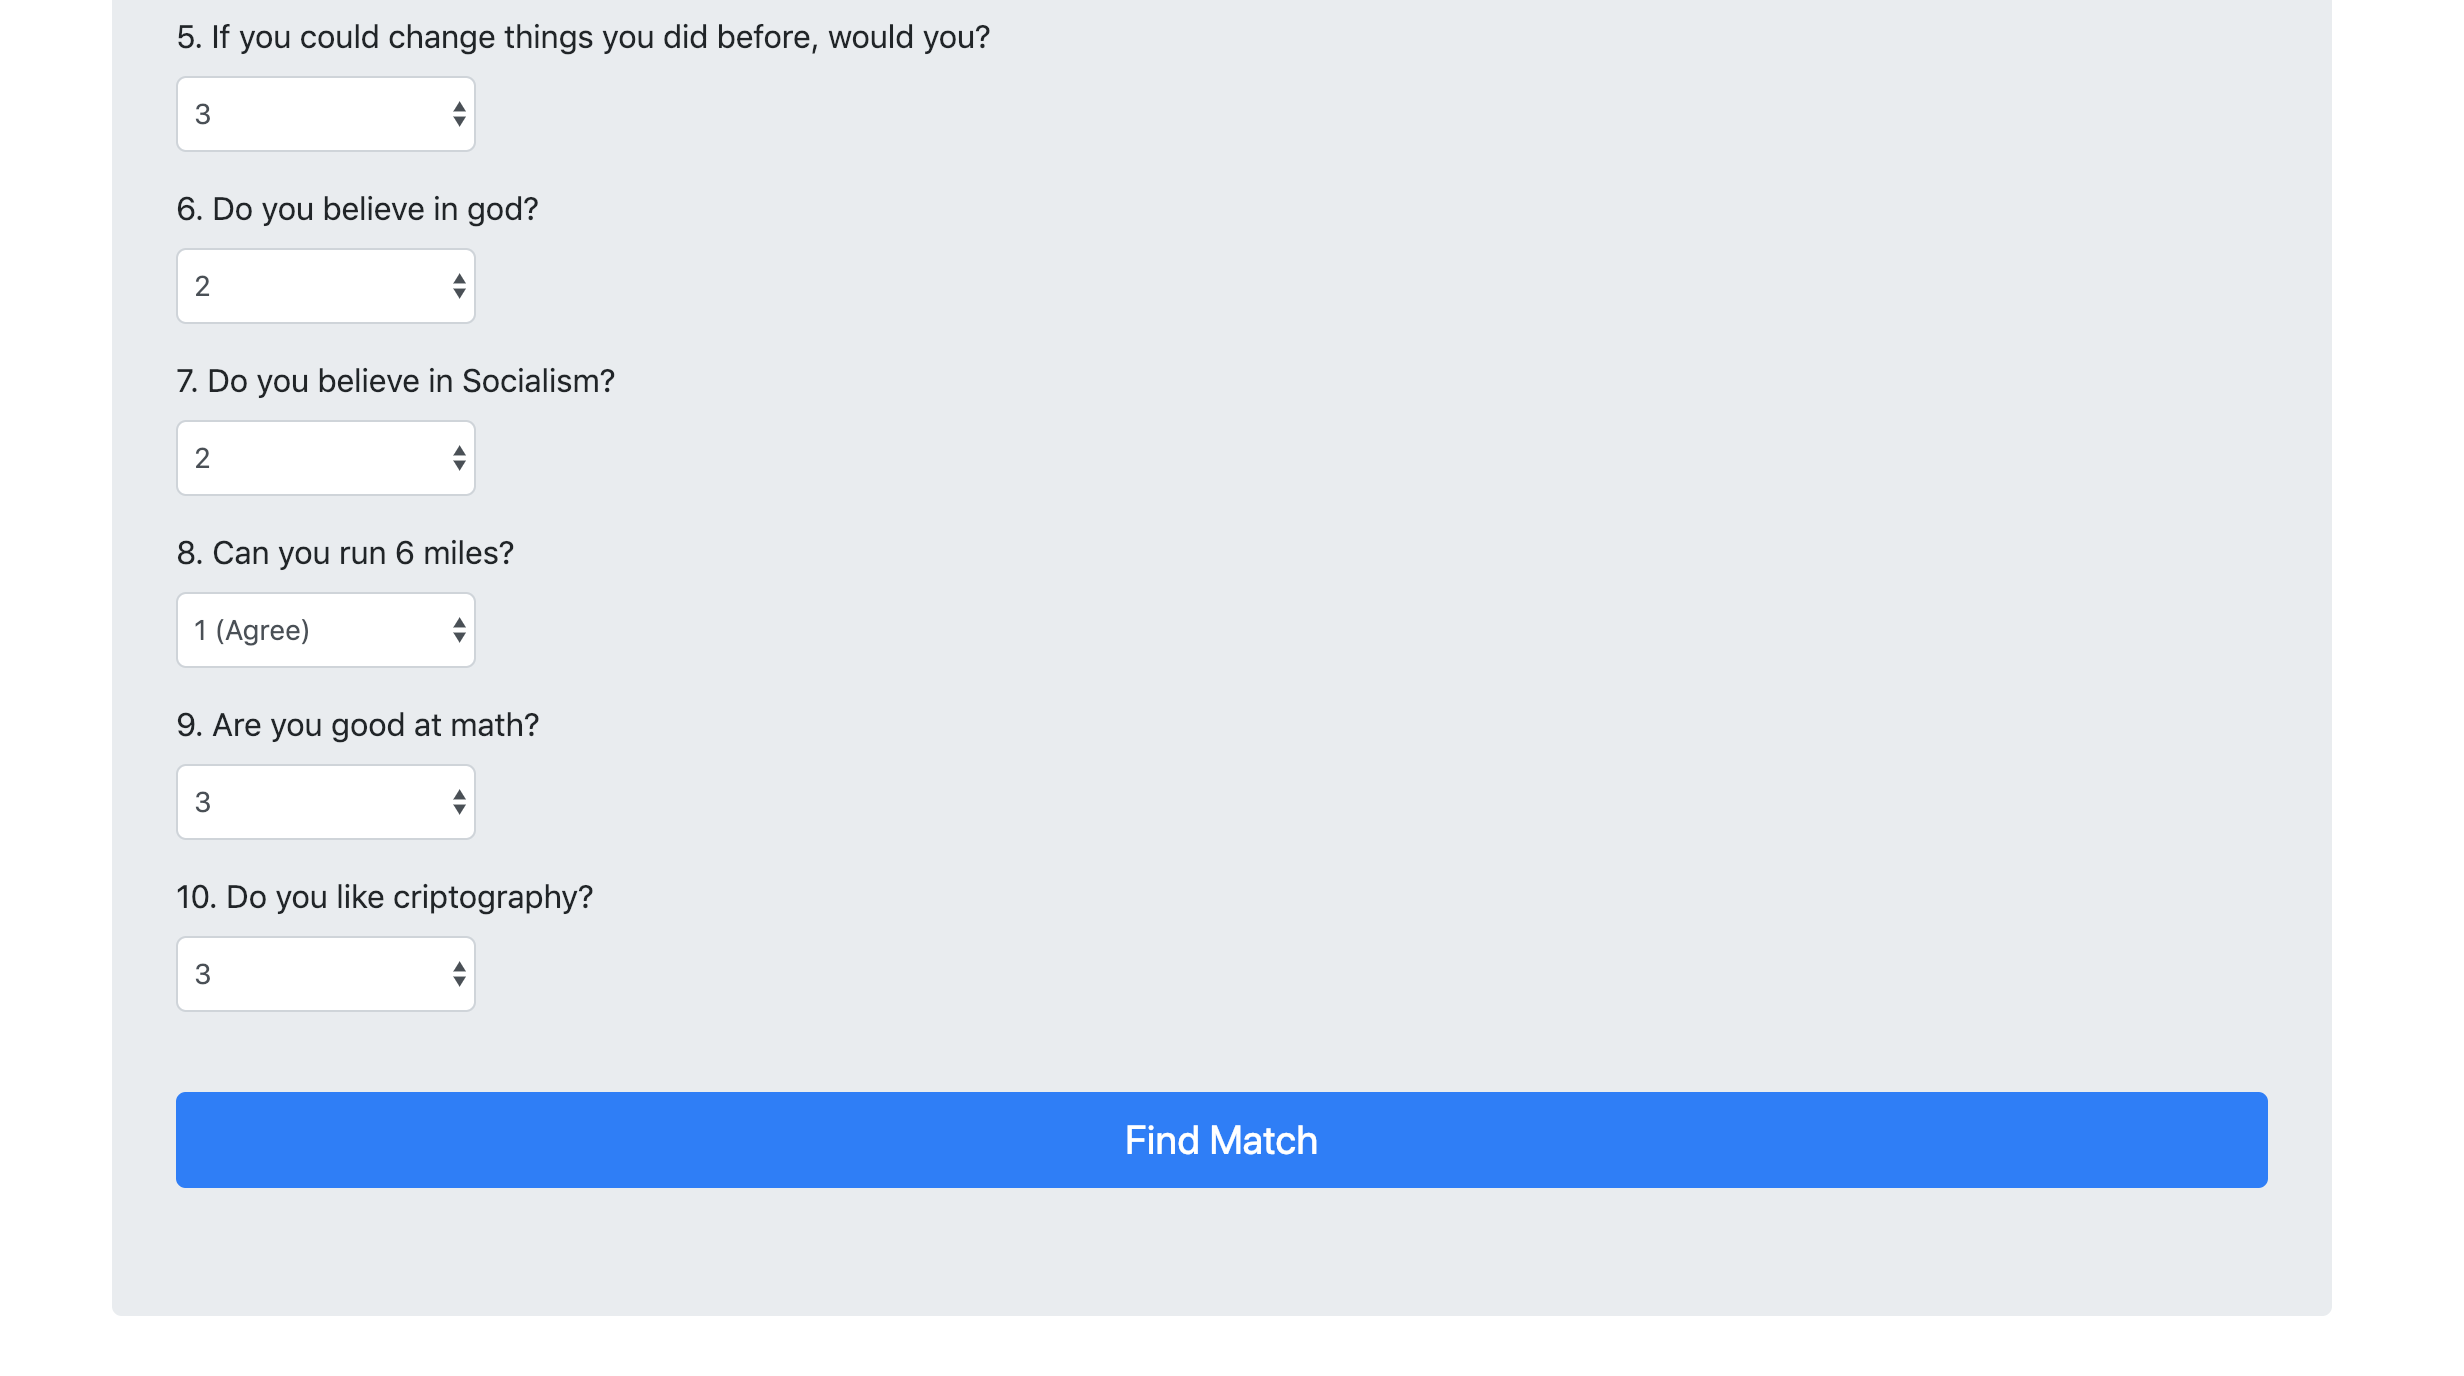 5. If you could change things you did before, would you?
3
6. Do you believe in god?
2
7. Do you believe in Socialism?
2
8. Can you run 6 miles?
1 (Agree)
9. Are you good at math?
3
10. Do you like criptography?
3
Find Match